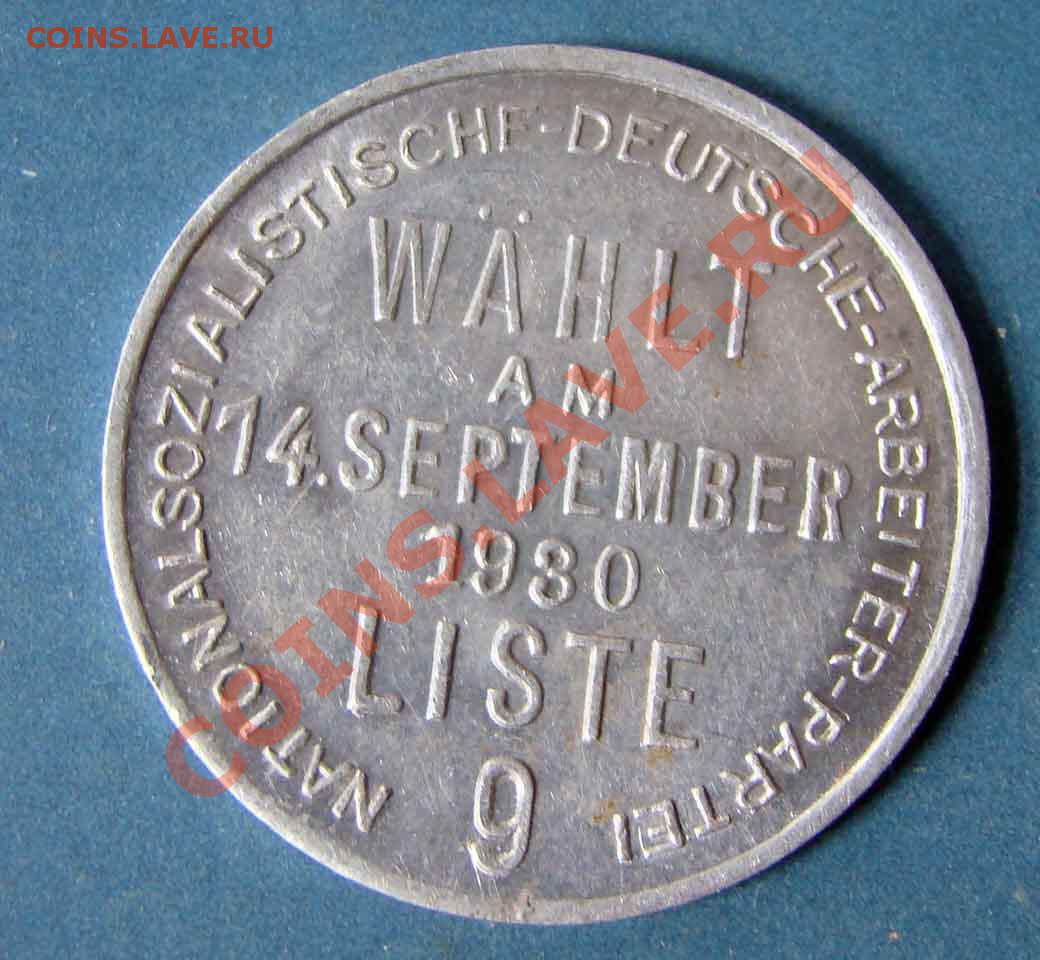 COINS.LAVE.RU
NATIONALSOZIALISTISCHE-DEUTSCHE-ARBEITER-PARTEI
WÄHLT
AM
14. SEPTEMBER
1930
LISTE
9
COINS.LAVE.RU